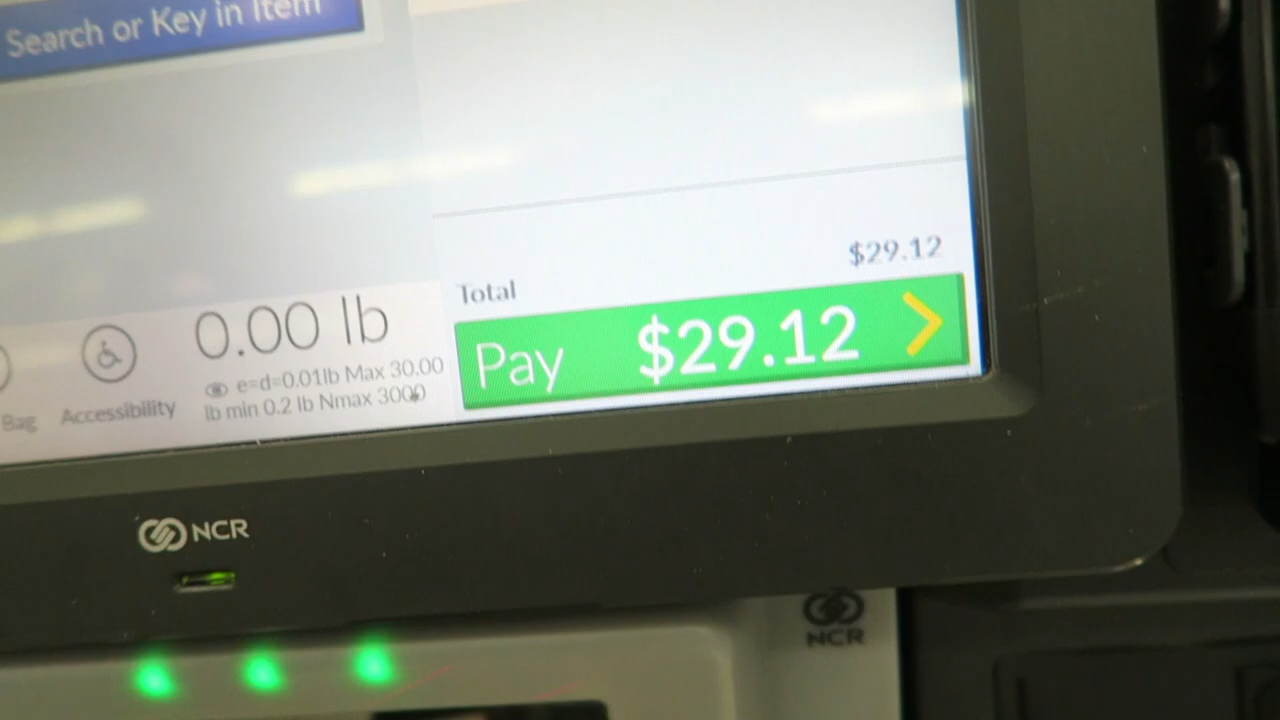 Search or Key in Item
$29.12
Total
Pay $29.12
0.00 lb
e=d=0.01lb Max 30.00
lb min 0.2 lb Nmax 3000
Bag
Accessibility
NCR
NCR